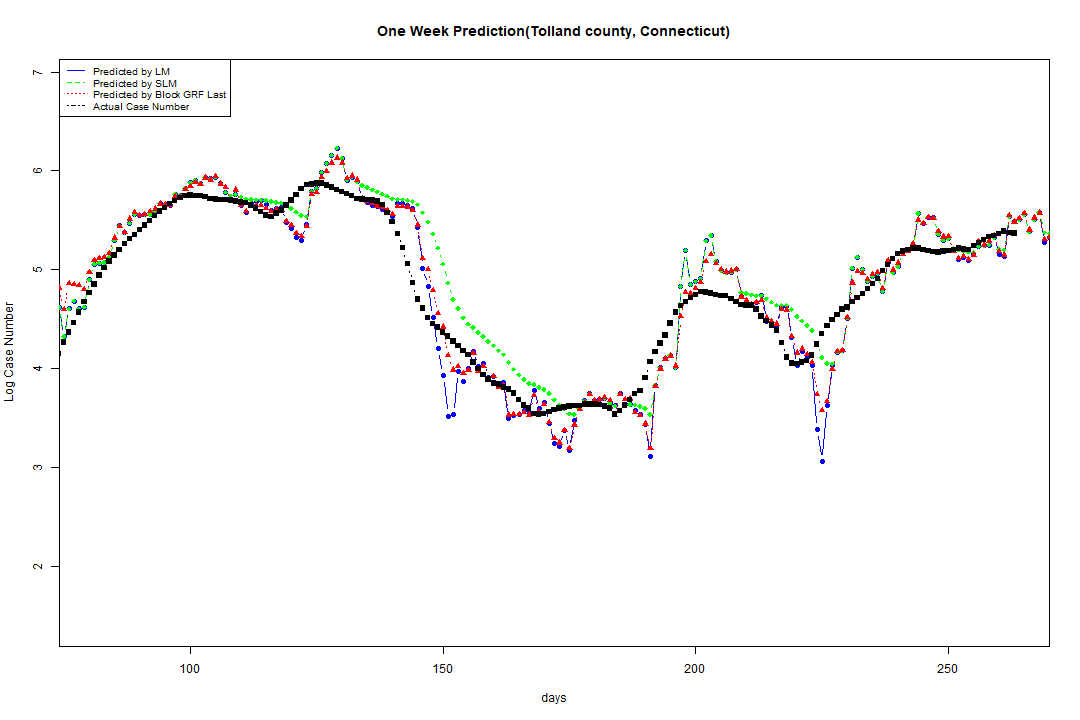 One Week Prediction(Tolland county, Connecticut)
Predicted by LM
Predicted by SLM
Predicted by Block GRF Last
Actual Case Number
Log Case Number
7
6
5
4
3
2
100 150 200 250
days